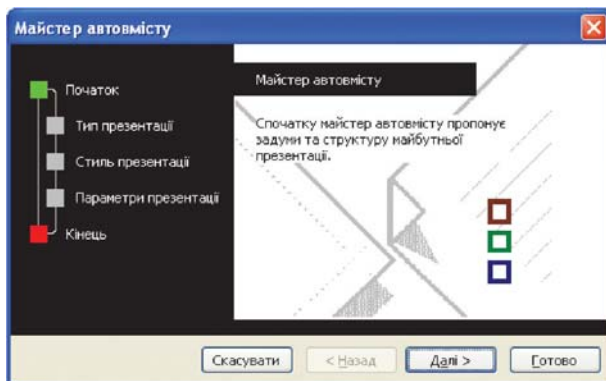 Майстер автовмісту
Початок
Тип презентації
Стиль презентації
Параметри презентації
Кінець
Майстер автовмісту
Спочатку майстер автовмісту пропонує
задуми та структуру майбутньої
презентації.
Скасувати
< Назад
Далі >
Готово